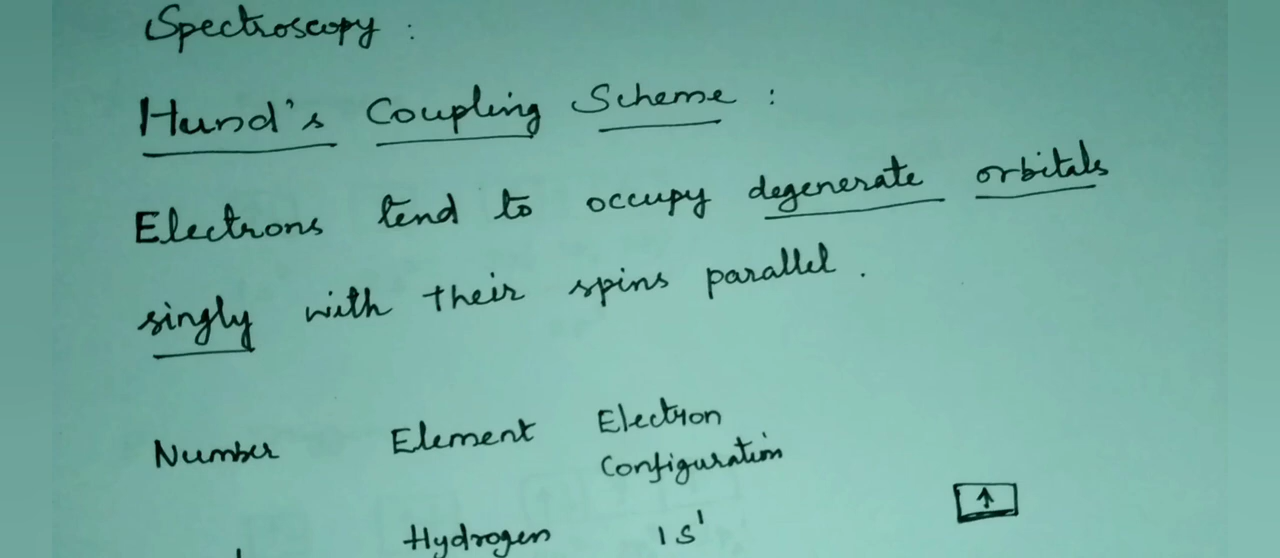 Spectroscopy :
Hund's Coupling Scheme :
Electrons tend to occupy degenerate orbitals
singly with their spins parallel .
Number Element Electron
Configuration
↑
Hydrogen 1s¹